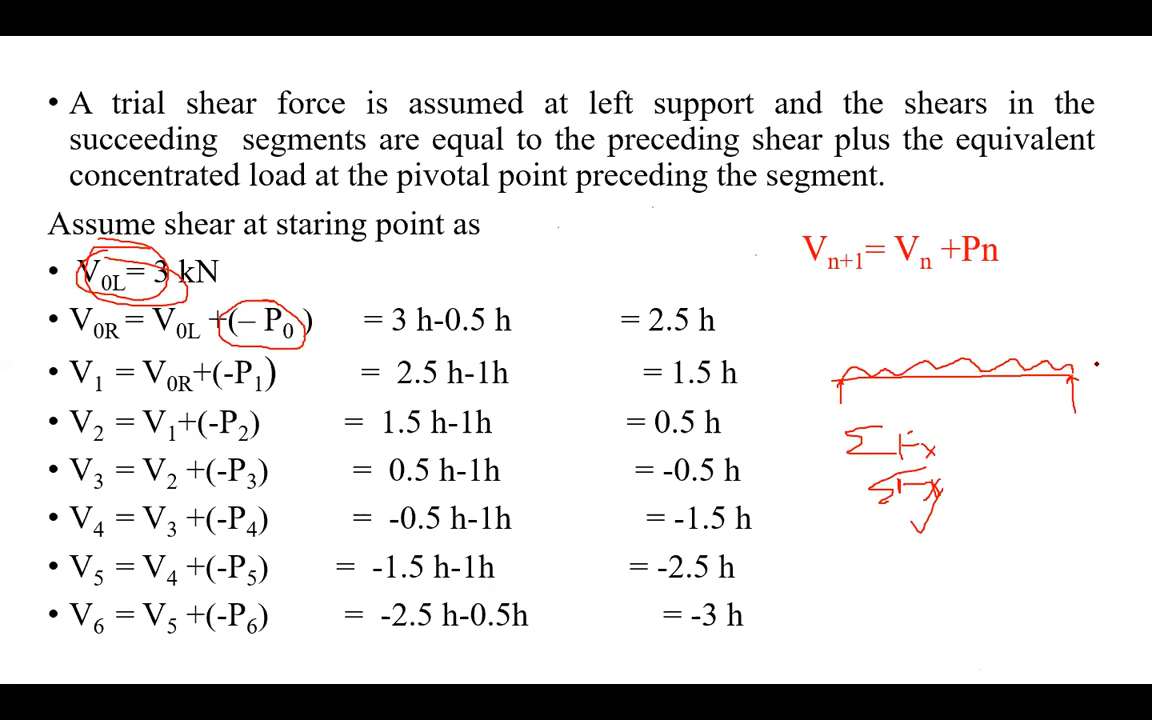 • A trial shear force is assumed at left support and the shears in the
succeeding segments are equal to the preceding shear plus the equivalent
concentrated load at the pivotal point preceding the segment.
Assume shear at staring point as
• V0L= 3 kN
Vn+1= Vn +Pn
• V0R = V0L +(– P0 ) = 3 h-0.5 h = 2.5 h
• V1 = V0R+(-P1) = 2.5 h-1h = 1.5 h
• V2 = V1+(-P2) = 1.5 h-1h = 0.5 h
• V3 = V2 +(-P3) = 0.5 h-1h = -0.5 h
• V4 = V3 +(-P4) = -0.5 h-1h = -1.5 h
• V5 = V4 +(-P5) = -1.5 h-1h = -2.5 h
• V6 = V5 +(-P6) = -2.5 h-0.5h = -3 h
Σ Fx